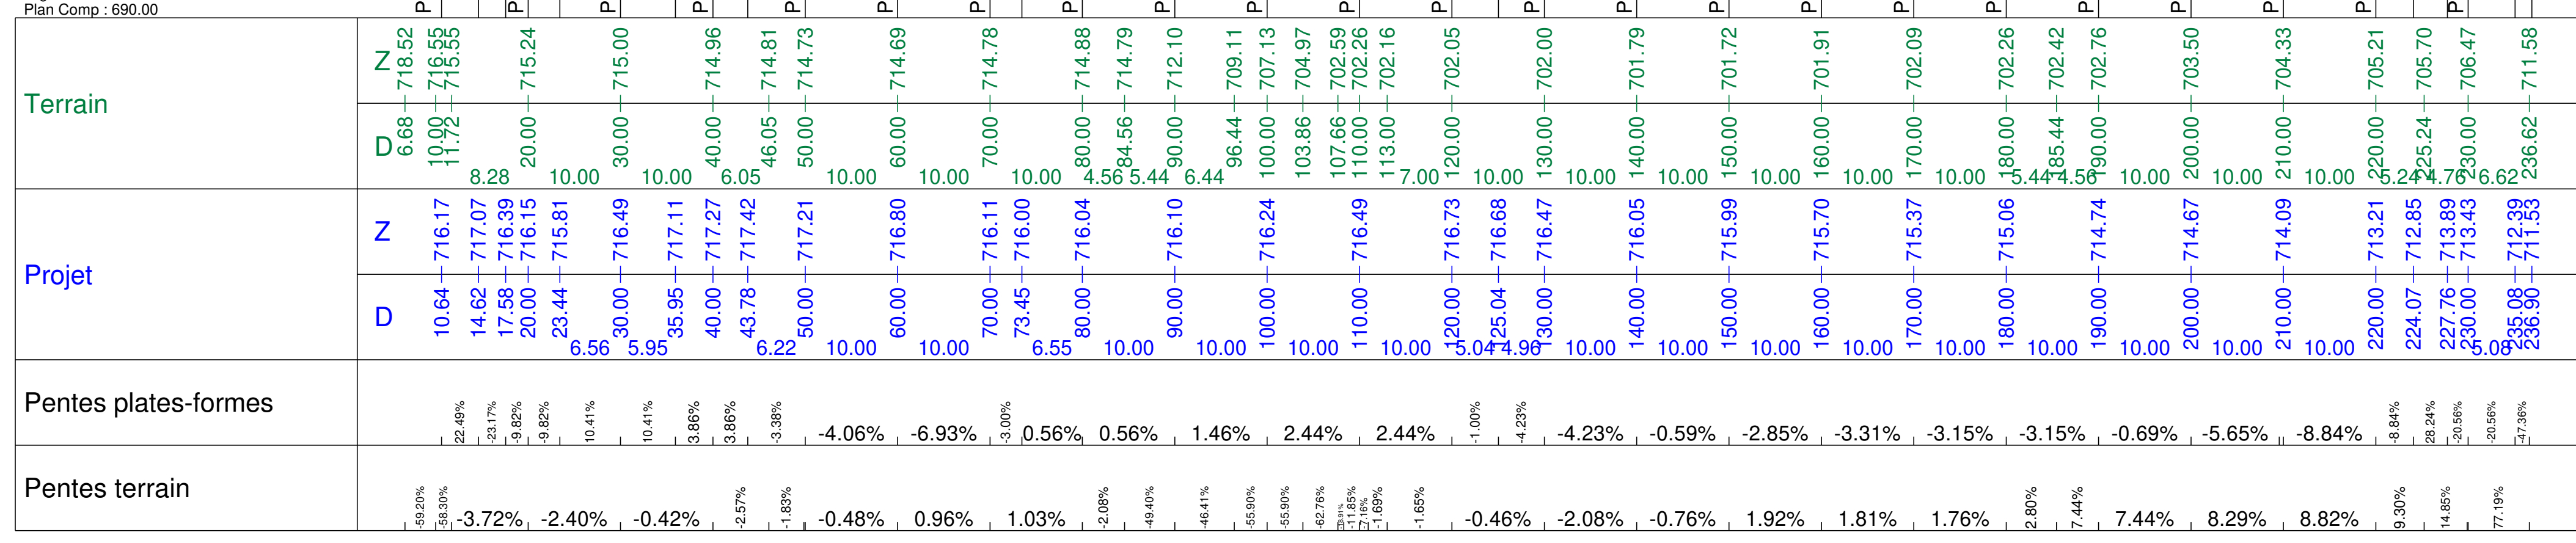 Plan Comp : 690.00
P P P P P P P P P P P P P P P P P P P P P P P P P
Terrain
Z 718.52 716.55 715.55 715.24 715.00 714.96 714.81 714.73 714.69 714.78 714.88 714.79 712.10 709.11 707.13 704.97 702.59 702.26 702.16 702.05 702.00 701.79 701.72 701.91 702.09 702.26 702.42 702.76 703.50 704.33 705.21 705.70 706.47 711.58
D 6.68 10.00 11.72 20.00 30.00 40.00 46.05 50.00 60.00 70.00 80.00 84.56 90.00 96.44 100.00 103.86 107.66 110.00 113.00 120.00 130.00 140.00 150.00 160.00 170.00 180.00 185.44 190.00 200.00 210.00 220.00 225.24 230.00 236.62
8.28 10.00 10.00 6.05 10.00 10.00 10.00 4.56 5.44 6.44 7.00 10.00 10.00 10.00 10.00 10.00 10.00 5.44 4.56 10.00 10.00 10.00 5.24 4.76 6.62
Projet
Z 716.17 717.07 716.39 716.15 715.81 716.49 717.11 717.27 717.42 717.21 716.80 716.11 716.00 716.04 716.10 716.24 716.49 716.73 716.68 716.47 716.05 715.99 715.70 715.37 715.06 714.74 714.67 714.09 713.21 712.85 713.89 713.43 712.39 711.53
D 10.64 14.62 17.58 20.00 23.44 30.00 35.95 40.00 43.78 50.00 60.00 70.00 73.45 80.00 90.00 100.00 110.00 120.00 125.04 130.00 140.00 150.00 160.00 170.00 180.00 190.00 200.00 210.00 220.00 224.07 227.76 230.00 235.08 236.90
6.56 5.95 6.22 10.00 10.00 6.55 10.00 10.00 10.00 10.00 5.04 4.96 10.00 10.00 10.00 10.00 10.00 10.00 10.00 10.00 10.00 5.08
Pentes plates-formes
22.49% -23.17% -9.82% -9.82% 10.41% 10.41% 3.86% 3.86% -3.38% -4.06% -6.93% -3.00% 0.56% 0.56% 1.46% 2.44% 2.44% -1.00% -4.23% -4.23% -0.59% -2.85% -3.31% -3.15% -3.15% -0.69% -5.65% -8.84% -8.84% 28.24% -20.56% -20.56% -47.36%
Pentes terrain
-59.20% -58.30% -3.72% -2.40% -0.42% -2.57% -1.83% -0.48% 0.96% 1.03% -2.08% -49.40% -46.41% -55.90% -55.90% -62.76% -11.85% -1.69% -1.65% -0.46% -2.08% -0.76% 1.92% 1.81% 1.76% 2.80% 7.44% 7.44% 8.29% 8.82% 9.30% 14.85% 77.19%